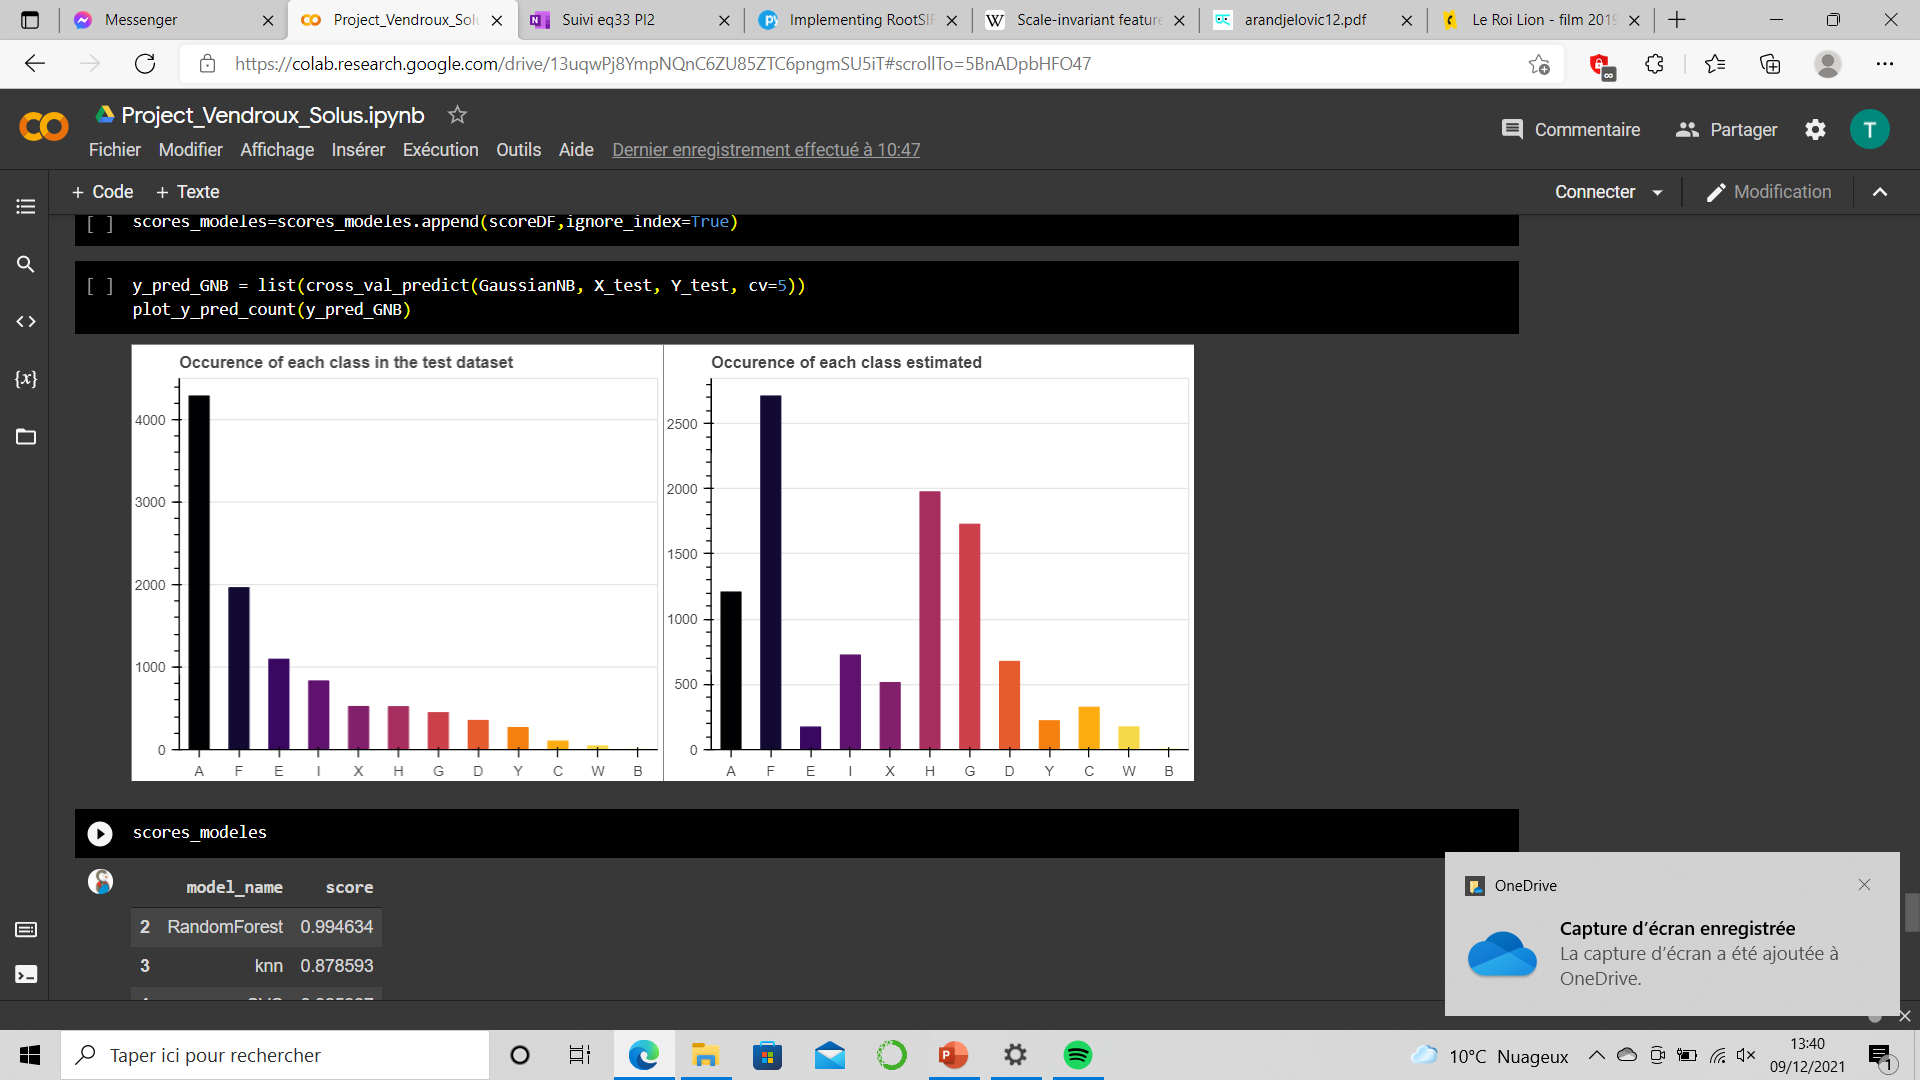 Messenger
Project_Vendroux_Solu
Suivi eq33 PI2
Implementing RootSIF
Scale-invariant feature
arandjelovic12.pdf
Le Roi Lion - film 2019
https://colab.research.google.com/drive/13uqwPj8YmpNQnC6ZU85ZTC6pngmSU5iT#scrollTo=5BnADpbHFO47
Project_Vendroux_Solus.ipynb
Commentaire
Partager
T
Fichier Modifier Affichage Insérer Exécution Outils Aide Dernier enregistrement effectué à 10:47
+ Code + Texte
Connecter
Modification
[ ] scores_modeles=scores_modeles.append(scoreDF,ignore_index=True)
[ ] y_pred_GNB = list(cross_val_predict(GaussianNB, X_test, Y_test, cv=5))
plot_y_pred_count(y_pred_GNB)
{x}
Occurence of each class in the test dataset
4000
3000
2000
1000
0
A F E I X H G D Y C W B
Occurence of each class estimated
2500
2000
1500
1000
500
0
A F E I X H G D Y C W B
scores_modeles
model_name score
2 RandomForest 0.994634
3 knn 0.878593
OneDrive
Capture d'écran enregistrée
La capture d'écran a été ajoutée à
OneDrive.
Taper ici pour rechercher
10°C Nuageux
13:40
09/12/2021
1